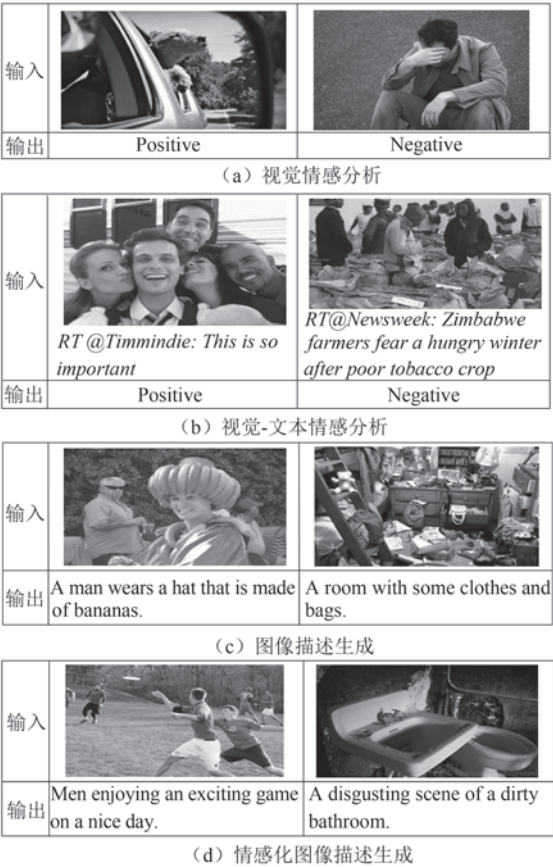 输入
输出
Positive
Negative
（a）视觉情感分析
输入
RT @Timmindie: This is so
important
RT@Newsweek: Zimbabwe
farmers fear a hungry winter
after poor tobacco crop
输出
Positive
Negative
（b）视觉-文本情感分析
输入
输出
A man wears a hat that is made
of bananas.
A room with some clothes and
bags.
（c）图像描述生成
输入
输出
Men enjoying an exciting game
on a nice day.
A disgusting scene of a dirty
bathroom.
（d）情感化图像描述生成